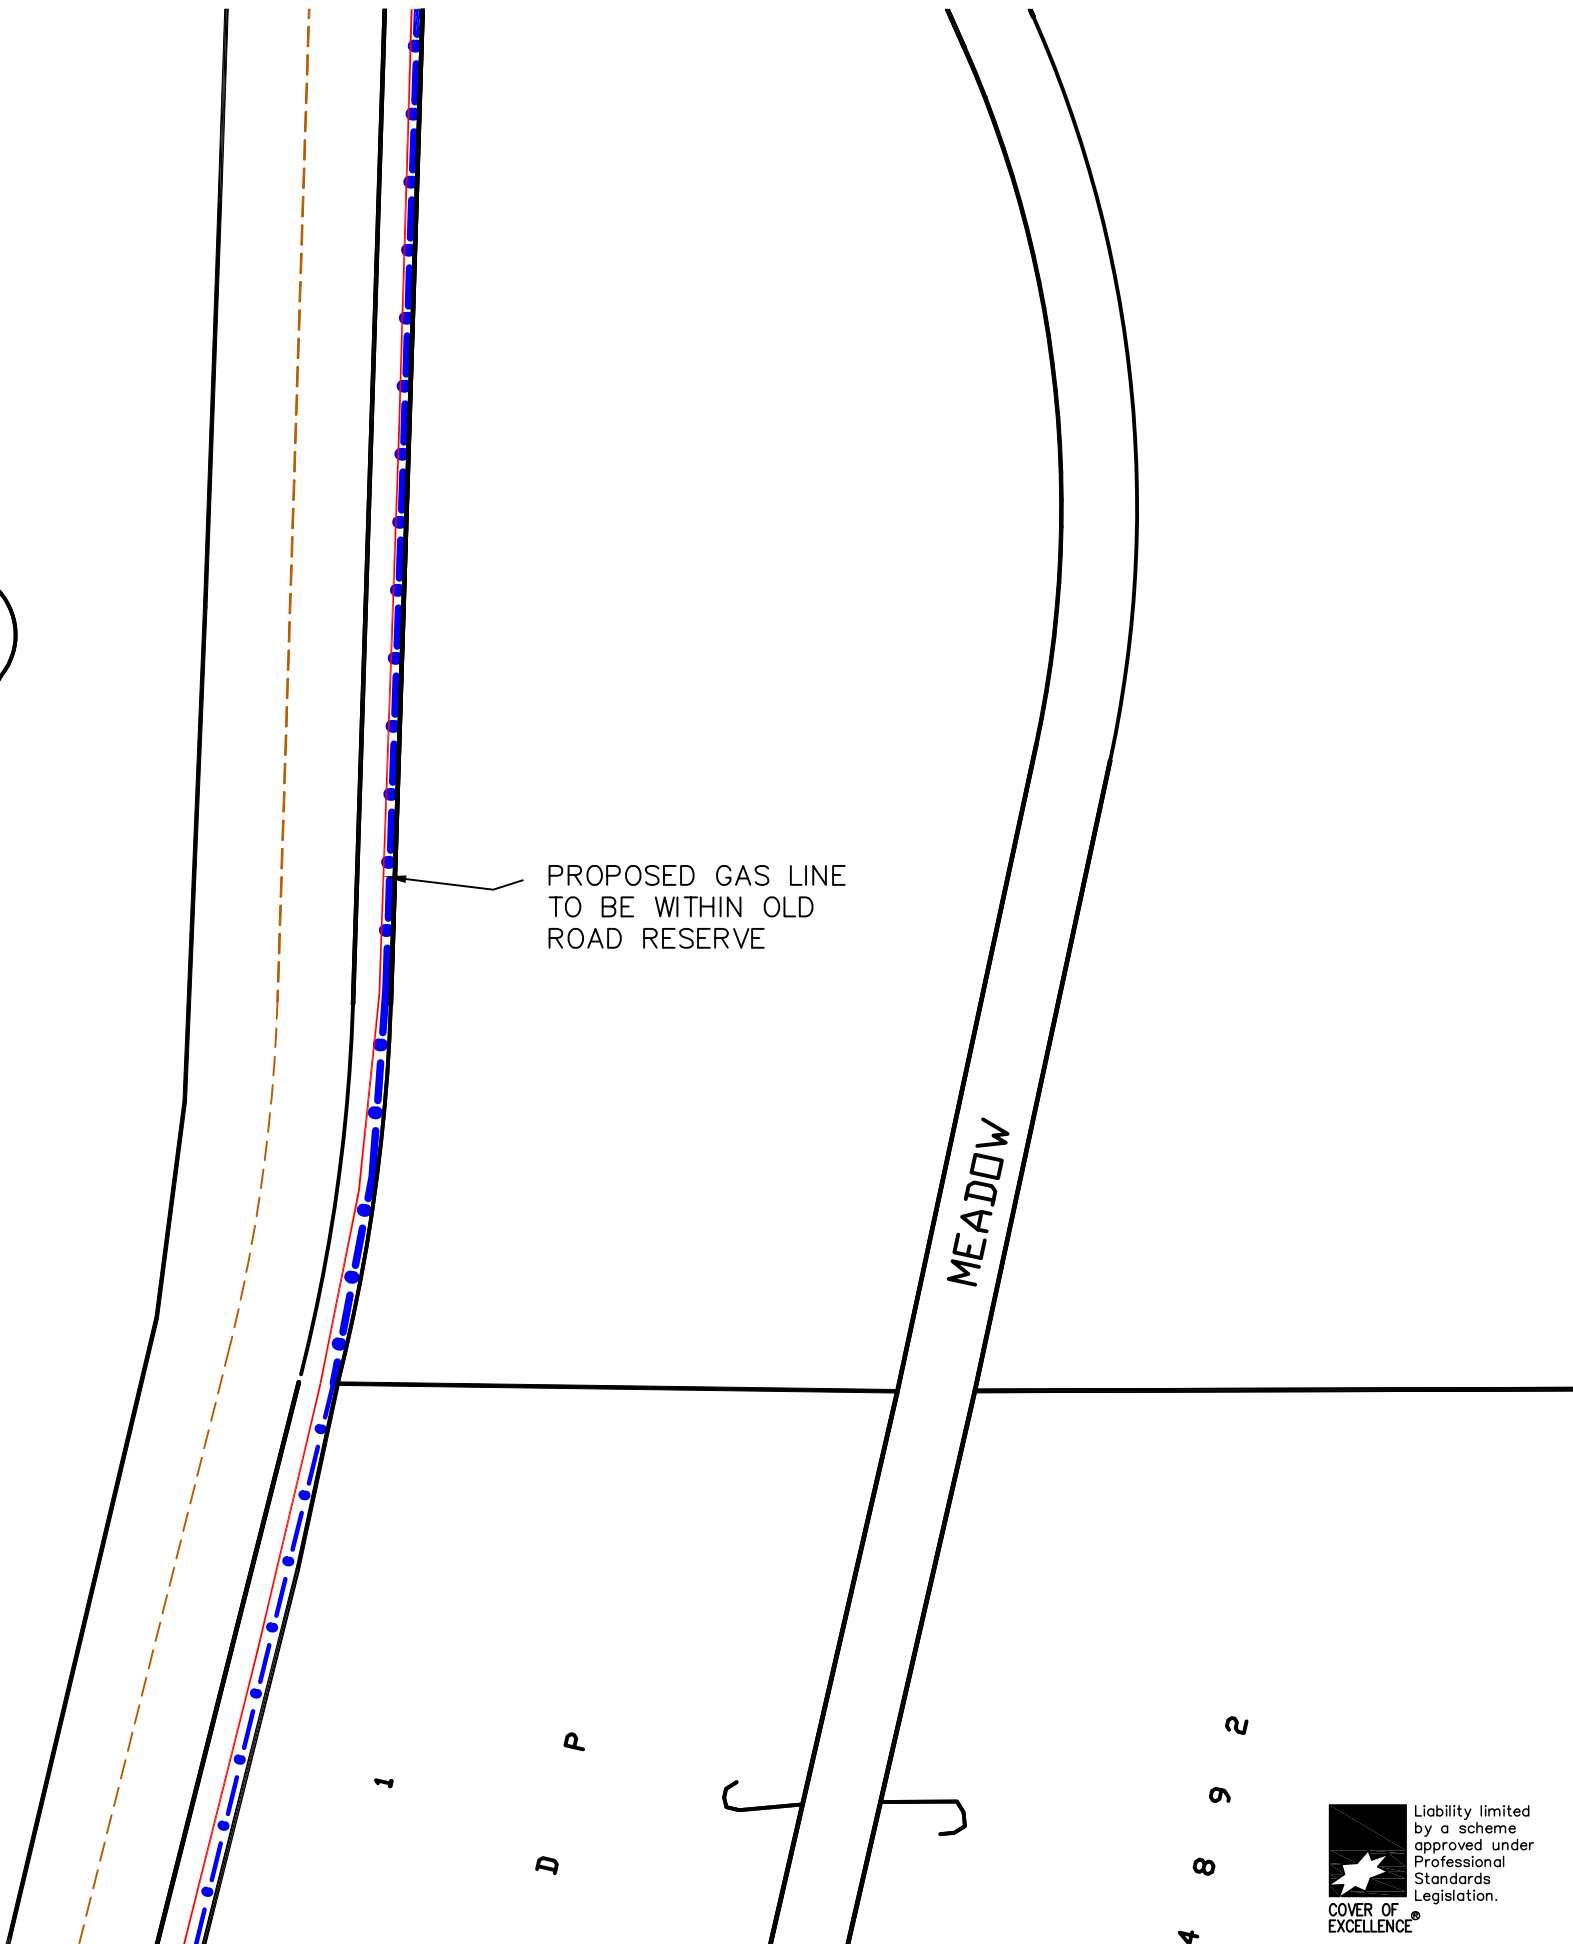 PROPOSED GAS LINE
TO BE WITHIN OLD
ROAD RESERVE
MEADOW
1
D P
4 8 9 2
Liability limited
by a scheme
approved under
Professional
Standards
Legislation.
COVER OF
EXCELLENCE®